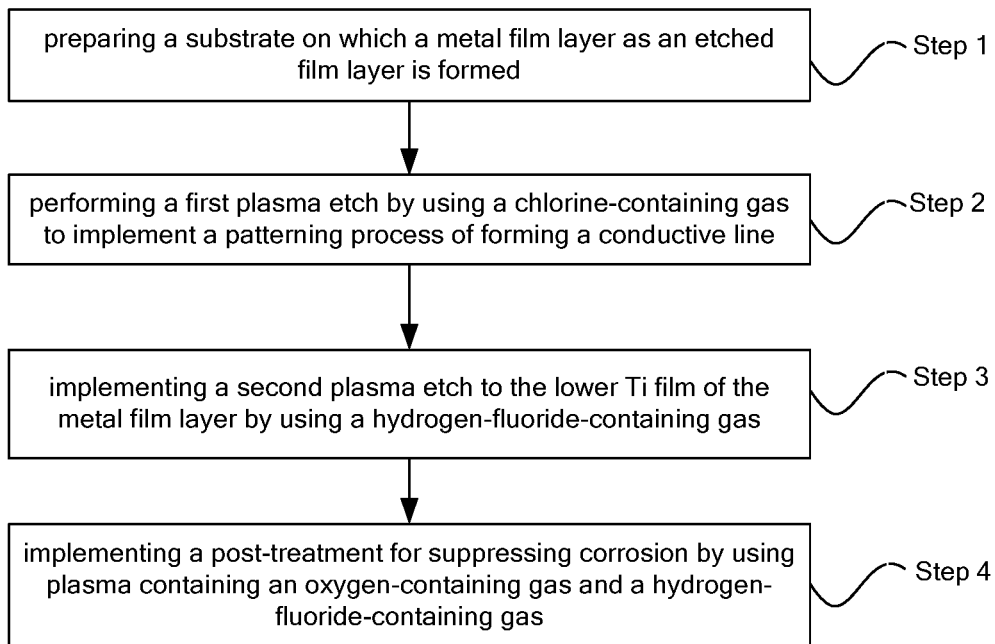 preparing a substrate on which a metal film layer as an etched
film layer is formed
Step 1
performing a first plasma etch by using a chlorine-containing gas
to implement a patterning process of forming a conductive line
Step 2
implementing a second plasma etch to the lower Ti film of the
metal film layer by using a hydrogen-fluoride-containing gas
Step 3
implementing a post-treatment for suppressing corrosion by using
plasma containing an oxygen-containing gas and a hydrogen-
fluoride-containing gas
Step 4